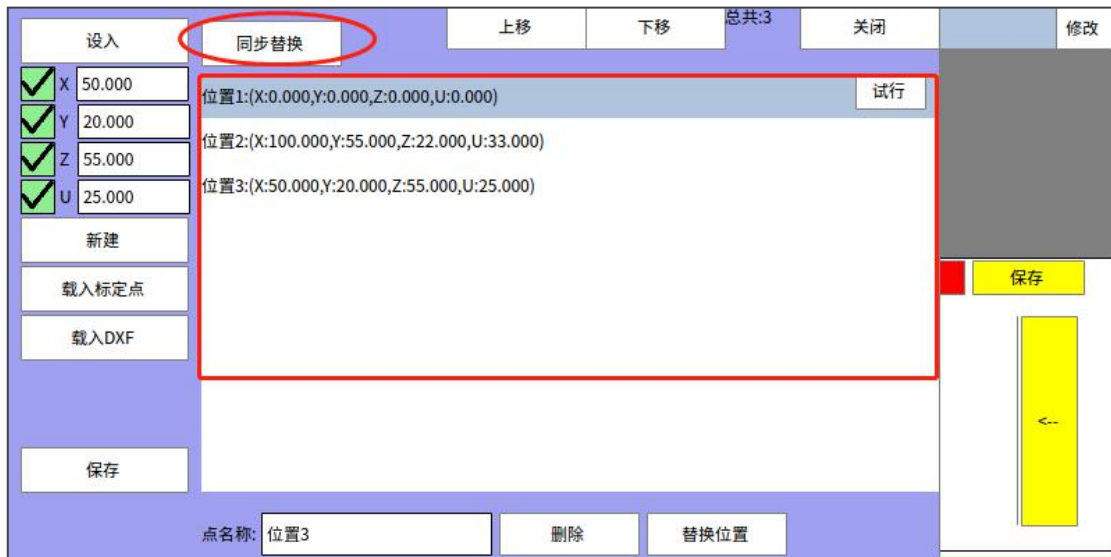 设入
同步替换
上移
下移
总共:3
关闭
修改
X 50.000
Y 20.000
Z 55.000
U 25.000
位置1:(X:0.000,Y:0.000,Z:0.000,U:0.000)
试行
位置2:(X:100.000,Y:55.000,Z:22.000,U:33.000)
位置3:(X:50.000,Y:20.000,Z:55.000,U:25.000)
新建
载入标定点
载入DXF
保存
保存
<--
点名称: 位置3
删除
替换位置